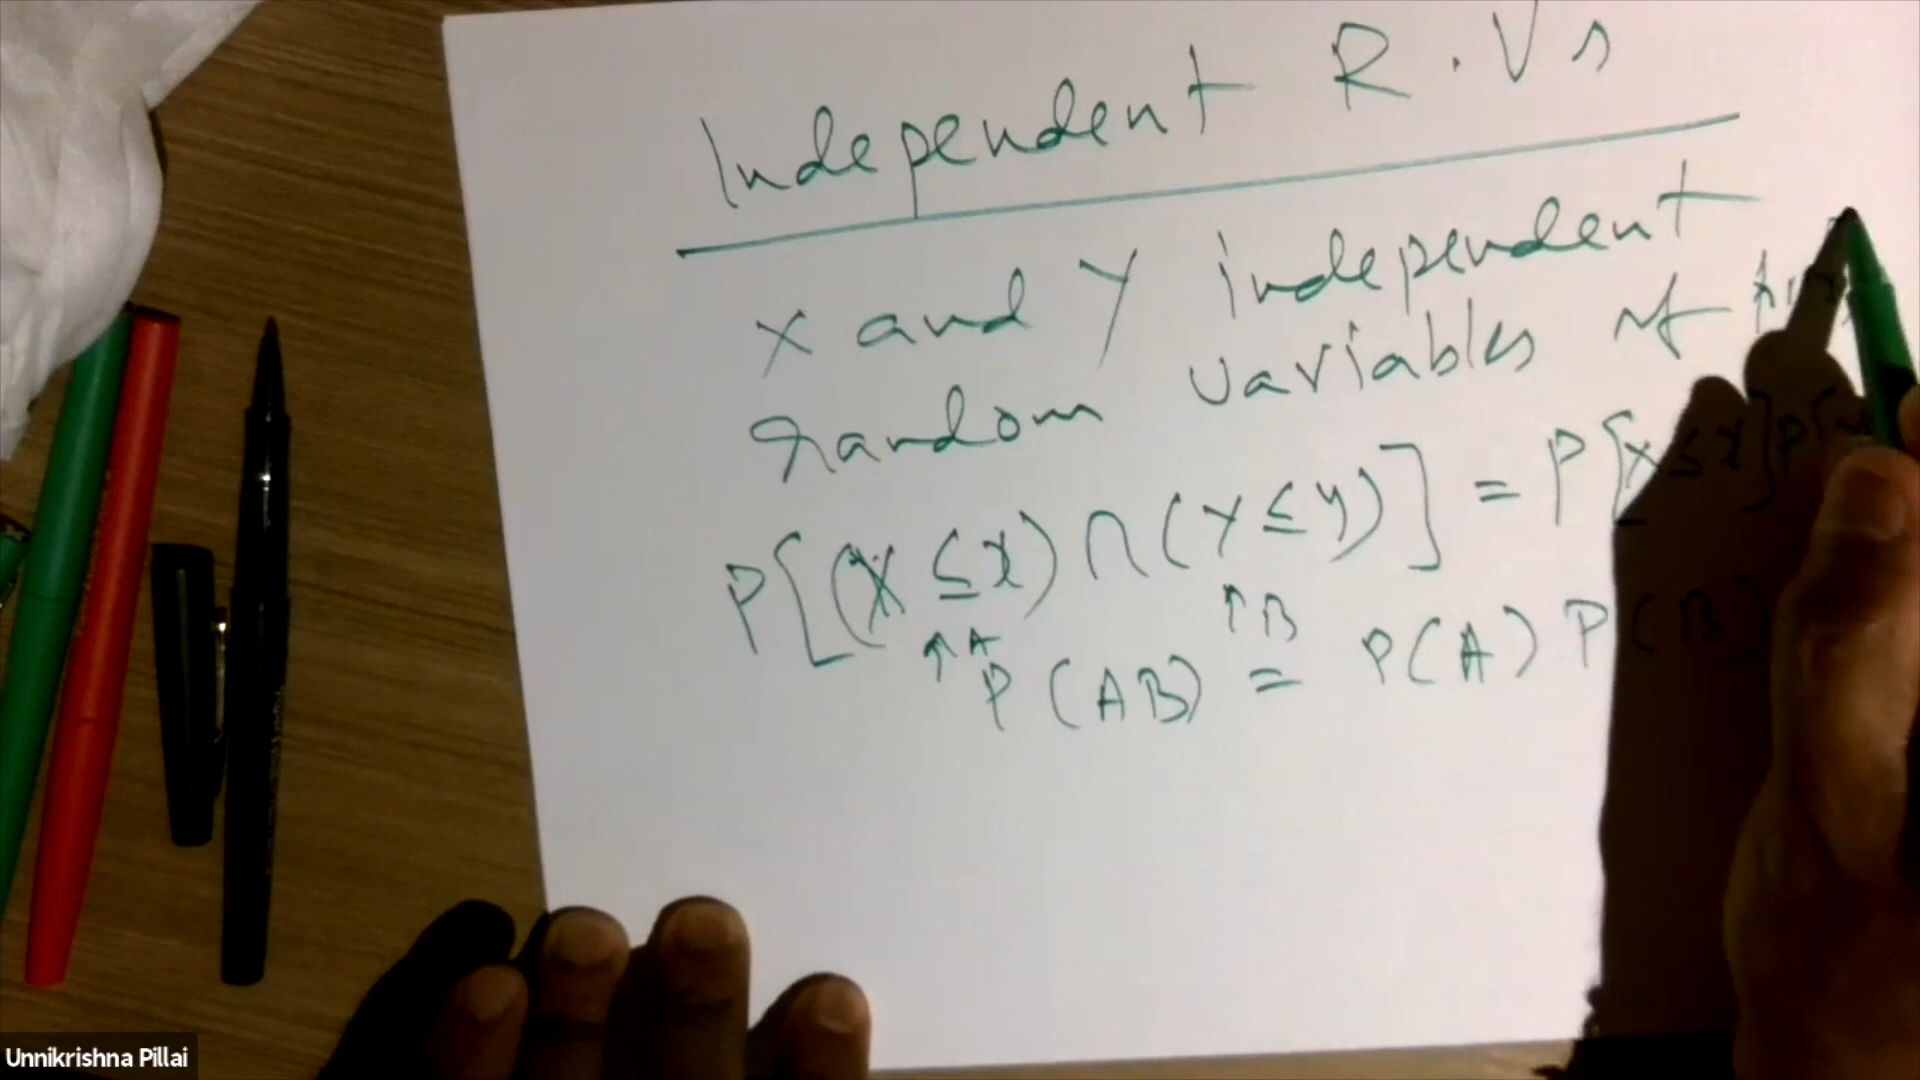 Independent R.Vs
X and Y independent
random variables if
P[(X ≤ x) ∩ (Y ≤ y)] = P[X ≤ x] P[
↑A ↑B
P(AB) = P(A) P(B)
Unnikrishna Pillai